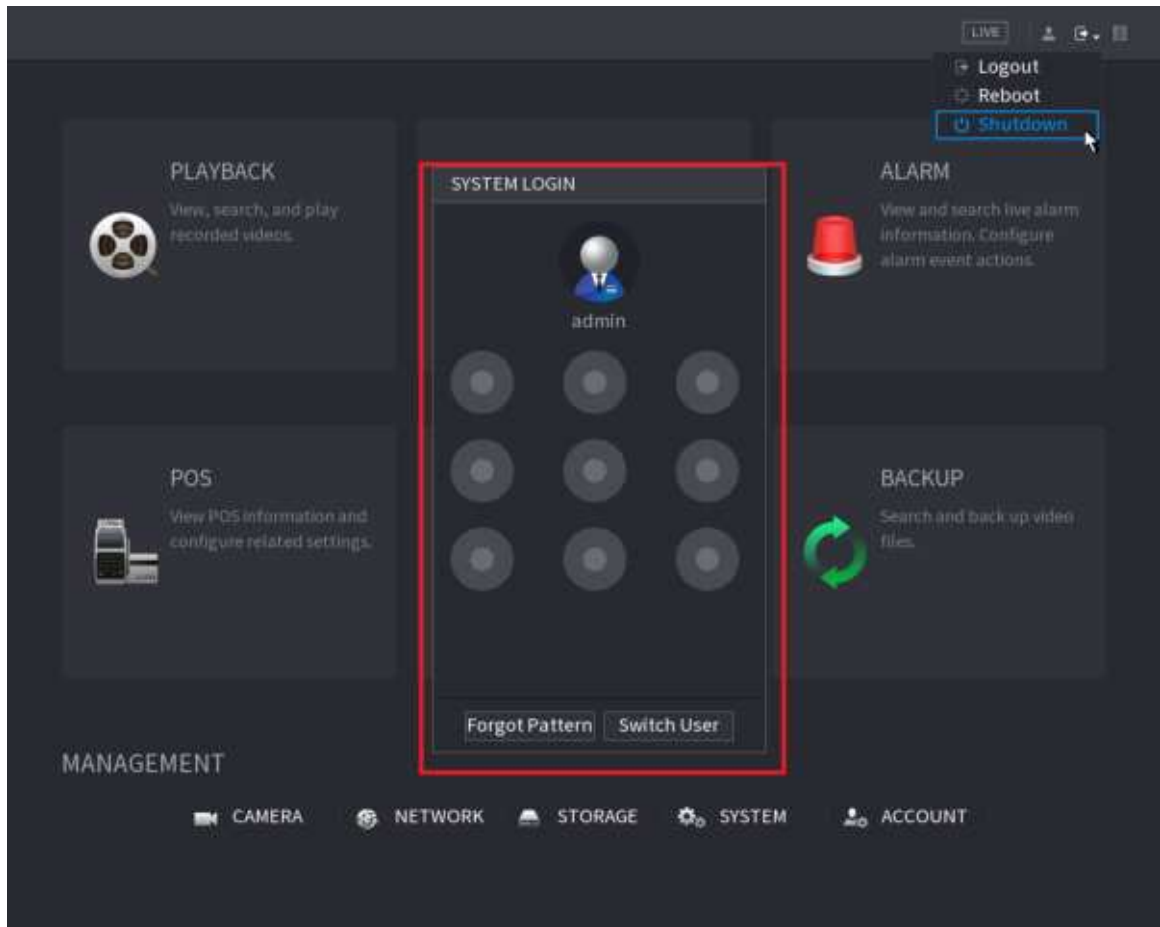 LIVE
Logout
Reboot
Shutdown
PLAYBACK
View, search, and play
recorded videos.
SYSTEM LOGIN
admin
ALARM
View and search live alarm
information. Configure
alarm event actions.
POS
View POS information and
configure related settings.
BACKUP
Search and back up video
files.
Forgot Pattern
Switch User
MANAGEMENT
CAMERA
NETWORK
STORAGE
SYSTEM
ACCOUNT